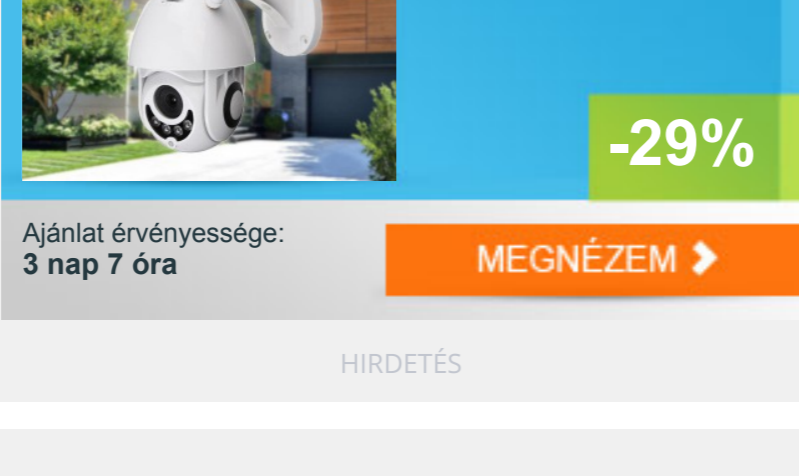 -29%
Ajánlat érvényessége:
3 nap 7 óra
MEGNÉZEM
HIRDETÉS